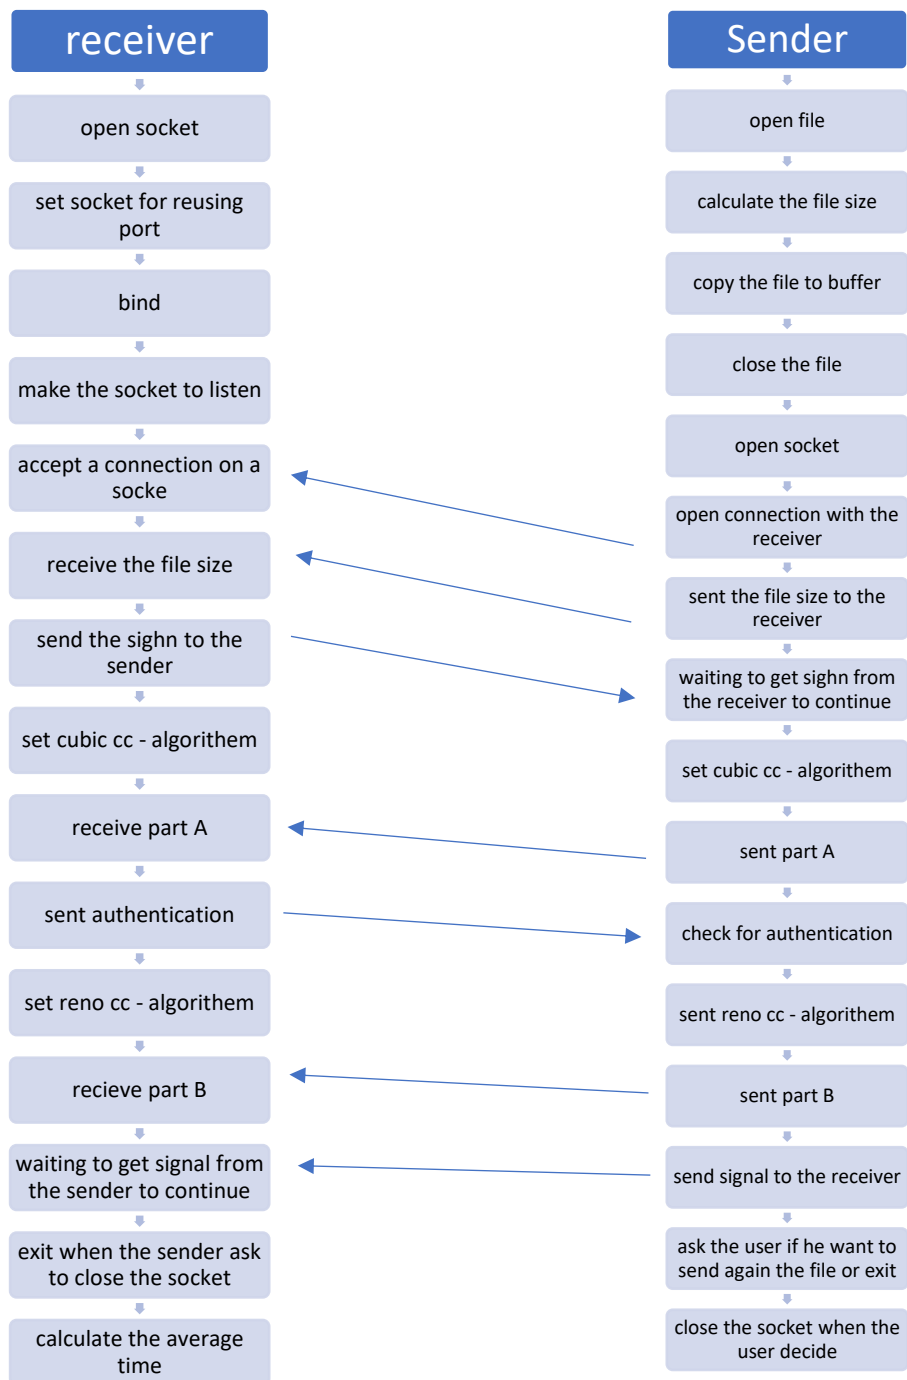 receiver
open socket
set socket for reusing
port
bind
make the socket to listen
accept a connection on a
socke
receive the file size
send the sighn to the
sender
set cubic cc - algorithem
receive part A
sent authentication
set reno cc - algorithem
recieve part B
waiting to get signal from
the sender to continue
exit when the sender ask
to close the socket
calculate the average
time
Sender
open file
calculate the file size
copy the file to buffer
close the file
open socket
open connection with the
receiver
sent the file size to the
receiver
waiting to get sighn from
the receiver to continue
set cubic cc - algorithem
sent part A
check for authentication
sent reno cc - algorithem
sent part B
send signal to the receiver
ask the user if he want to
send again the file or exit
close the socket when the
user decide